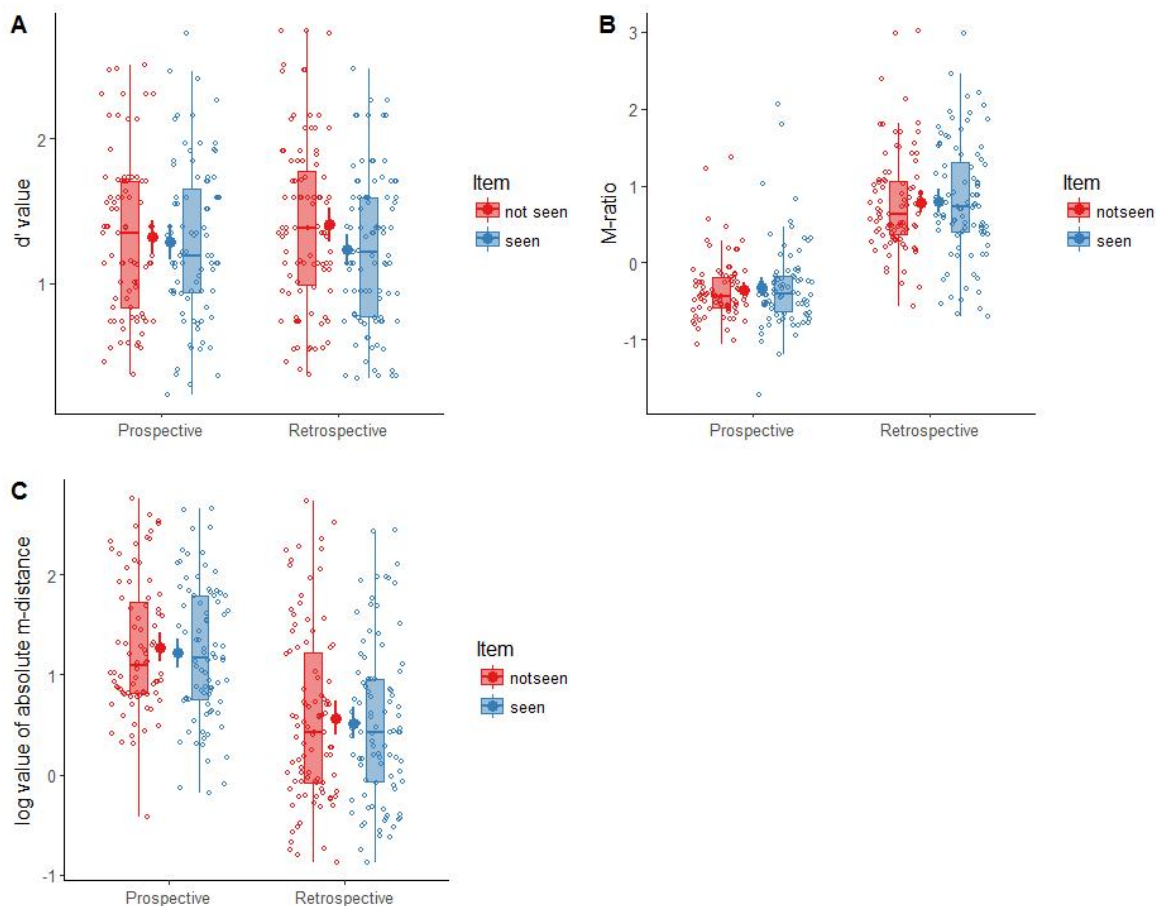 A
d' value
2
1
Prospective
Retrospective
Item
not seen
seen
B
M-ratio
3
2
1
0
-1
Prospective
Retrospective
Item
notseen
seen
C
log value of absolute m-distance
2
1
0
-1
Prospective
Retrospective
Item
notseen
seen